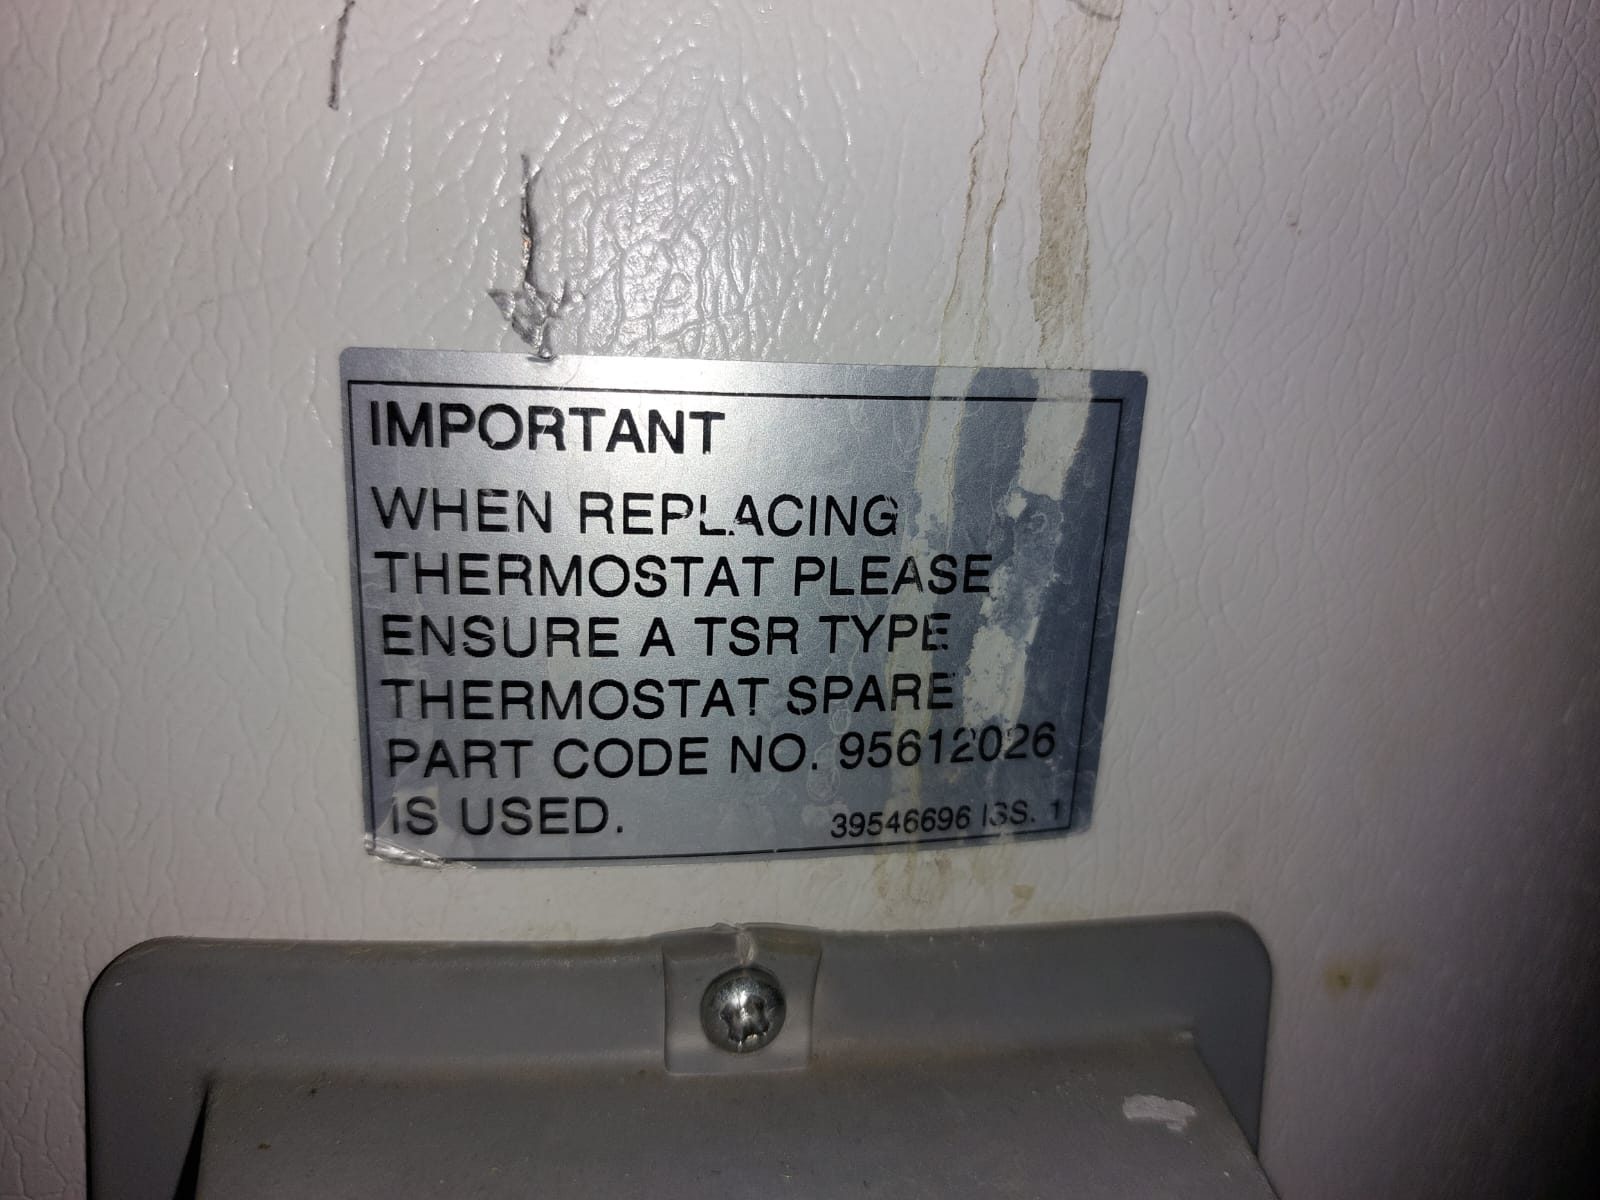 IMPORTANT
WHEN REPLACING
THERMOSTAT PLEASE
ENSURE A TSR TYPE
THERMOSTAT SPARE
PART CODE NO. 95612026
IS USED.
39546696 ISS. 1